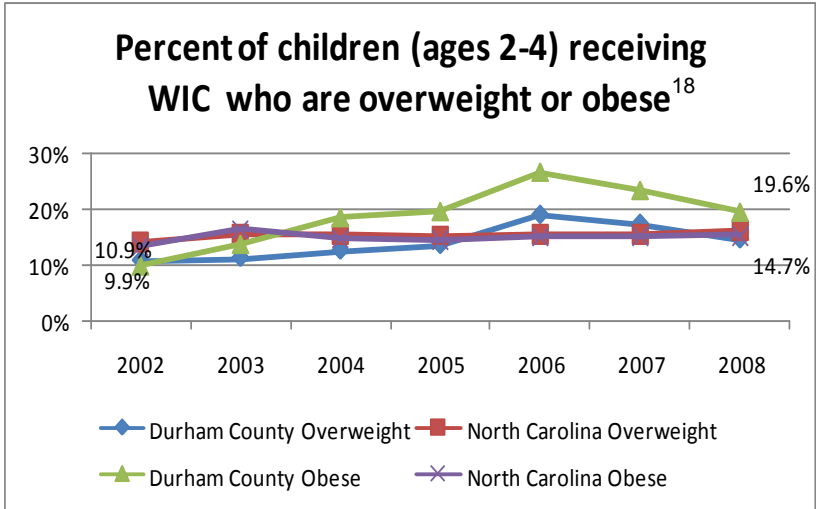 Percent of children (ages 2-4) receiving
WIC who are overweight or obese18
30%
20%
10%
0%
10.9%
9.9%
19.6%
14.7%
2002 2003 2004 2005 2006 2007 2008
Durham County Overweight North Carolina Overweight
Durham County Obese North Carolina Obese